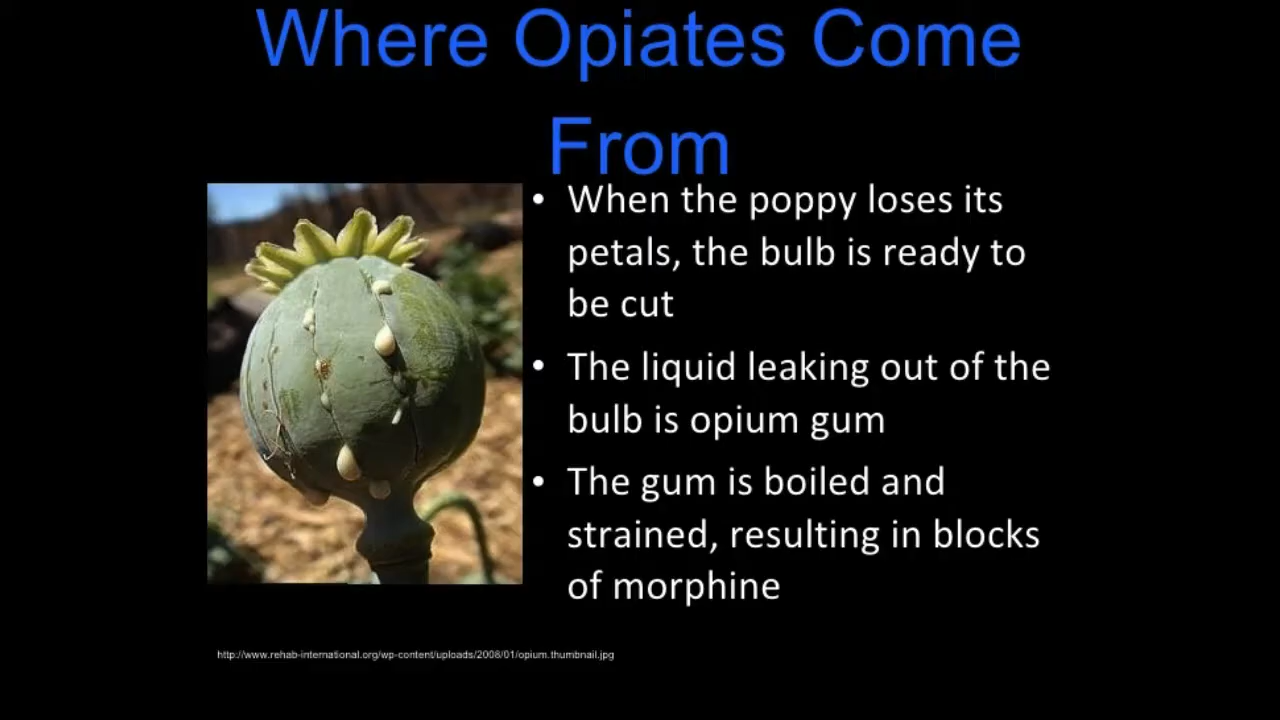 Where Opiates Come
From
• When the poppy loses its
petals, the bulb is ready to
be cut
• The liquid leaking out of the
bulb is opium gum
• The gum is boiled and
strained, resulting in blocks
of morphine
http://www.rehab-international.org/wp-content/uploads/2008/01/opium.thumbnail.jpg